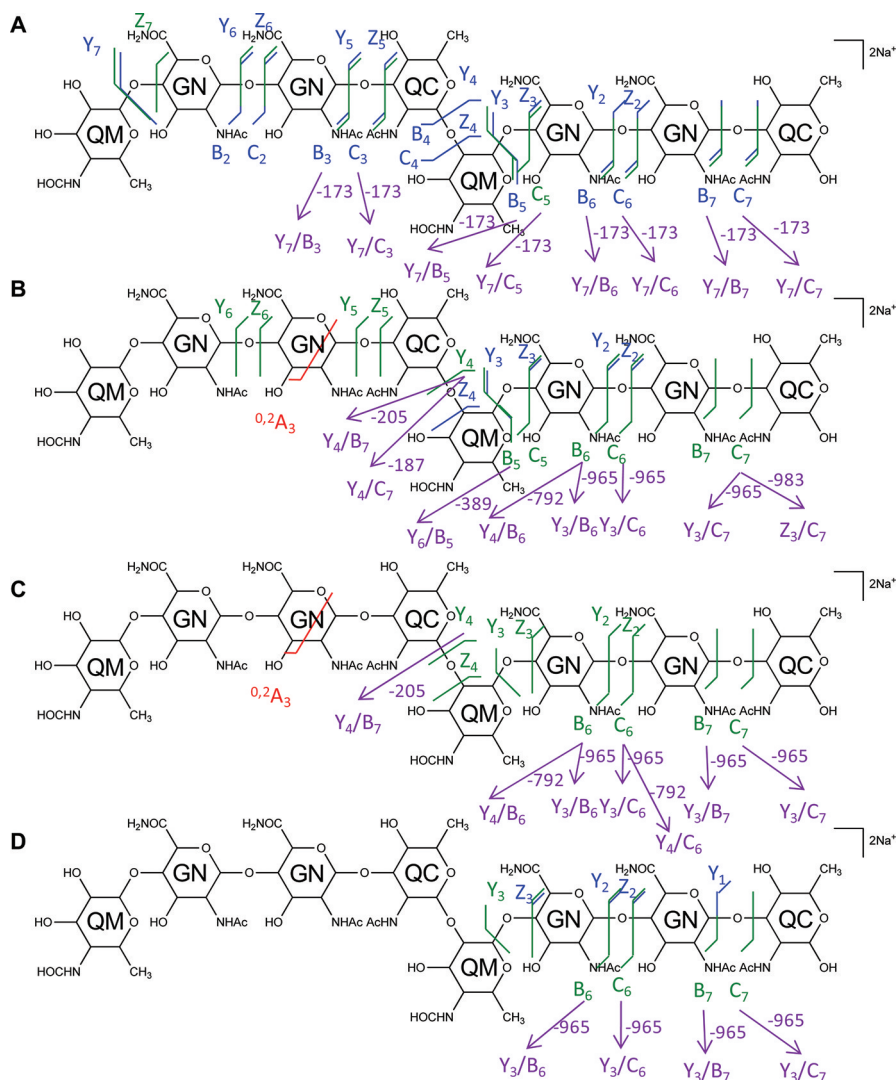 A
Y7 Z7 Y6 Z6 Y5 Z5
H2NOC H2NOC HO CH3 2Na+
HO O GN O GN O QC Y4
HO QM HO NHAc HO NHAc AcHN B4 Z4 Y3 Z3 H2NOC Y2 H2NOC Z2 HO CH3
B2 C2 B3 C3 C4 O GN O GN O QC
HOCHN CH3 HO QM HO NHAc HO NHAc AcHN OH
-173 -173 HOCHN CH3 B5 C5 B6 C6 B7 C7
-173 -173 -173 -173 -173 -173
Y7/B3 Y7/C3 Y7/B5 Y7/C5 Y7/B6 Y7/C6 Y7/B7 Y7/C7
B
H2NOC H2NOC HO CH3 2Na+
Y6 Z6 Y5 Z5
HO O GN O GN O QC Y4 Y3 Z3 H2NOC Y2 H2NOC Z2 HO CH3
HO QM HO NHAc HO NHAc AcHN Z4 O GN O GN O QC
0,2A3 -205 HO QM HO NHAc HO NHAc AcHN OH
HOCHN CH3 Y4/B7 -187 B5 C5 B6 C6 B7 C7
Y4/C7 HOCHN CH3 -389 -792 -965 -965 -965 -983
Y6/B5 Y4/B6 Y3/B6 Y3/C6 Y3/C7 Z3/C7
C
H2NOC H2NOC HO CH3 2Na+
HO O GN O GN O QC Y4 Y3 Z3 H2NOC Y2 H2NOC Z2 HO CH3
HO QM HO NHAc HO NHAc AcHN Z4 O GN O GN O QC
0,2A3 -205 HO QM HO NHAc HO NHAc AcHN OH
HOCHN CH3 Y4/B7 HOCHN CH3 B6 C6 B7 C7
-792 -965 -965 -792 -965 -965
Y4/B6 Y3/B6 Y3/C6 Y4/C6 Y3/B7 Y3/C7
D
H2NOC H2NOC HO CH3 2Na+
HO O GN O GN O QC Y3 Z3 H2NOC Y2 H2NOC Z2 Y1 HO CH3
HO QM HO NHAc HO NHAc AcHN O GN O GN O QC
HOCHN CH3 HO QM HO NHAc HO NHAc AcHN OH
HOCHN CH3 B6 C6 B7 C7
-965 -965 -965 -965
Y3/B6 Y3/C6 Y3/B7 Y3/C7